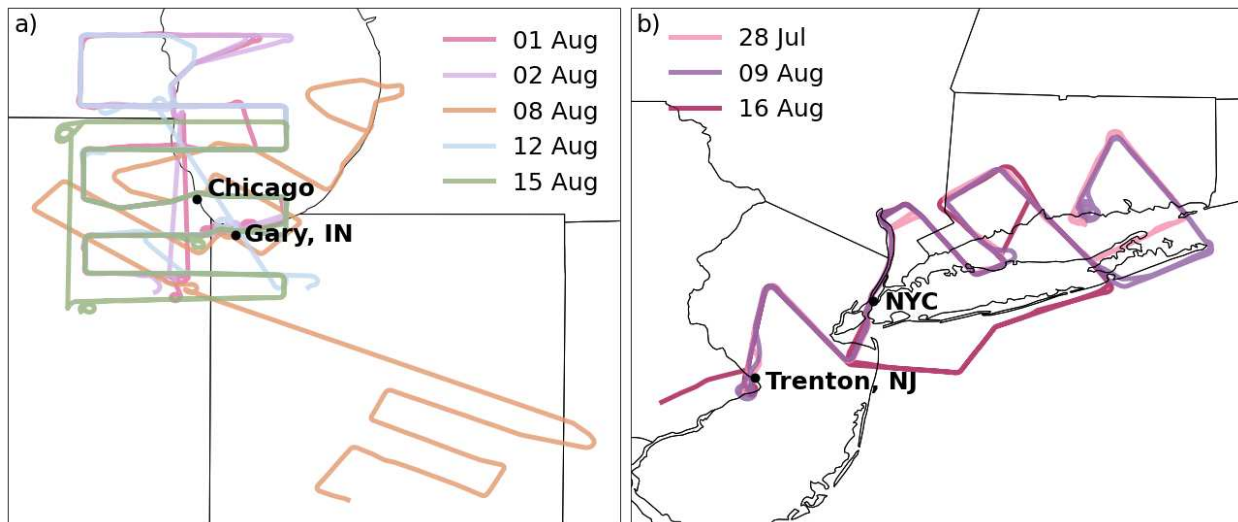 a)
01 Aug
02 Aug
08 Aug
12 Aug
15 Aug
Chicago
Gary, IN
b)
28 Jul
09 Aug
16 Aug
NYC
Trenton, NJ